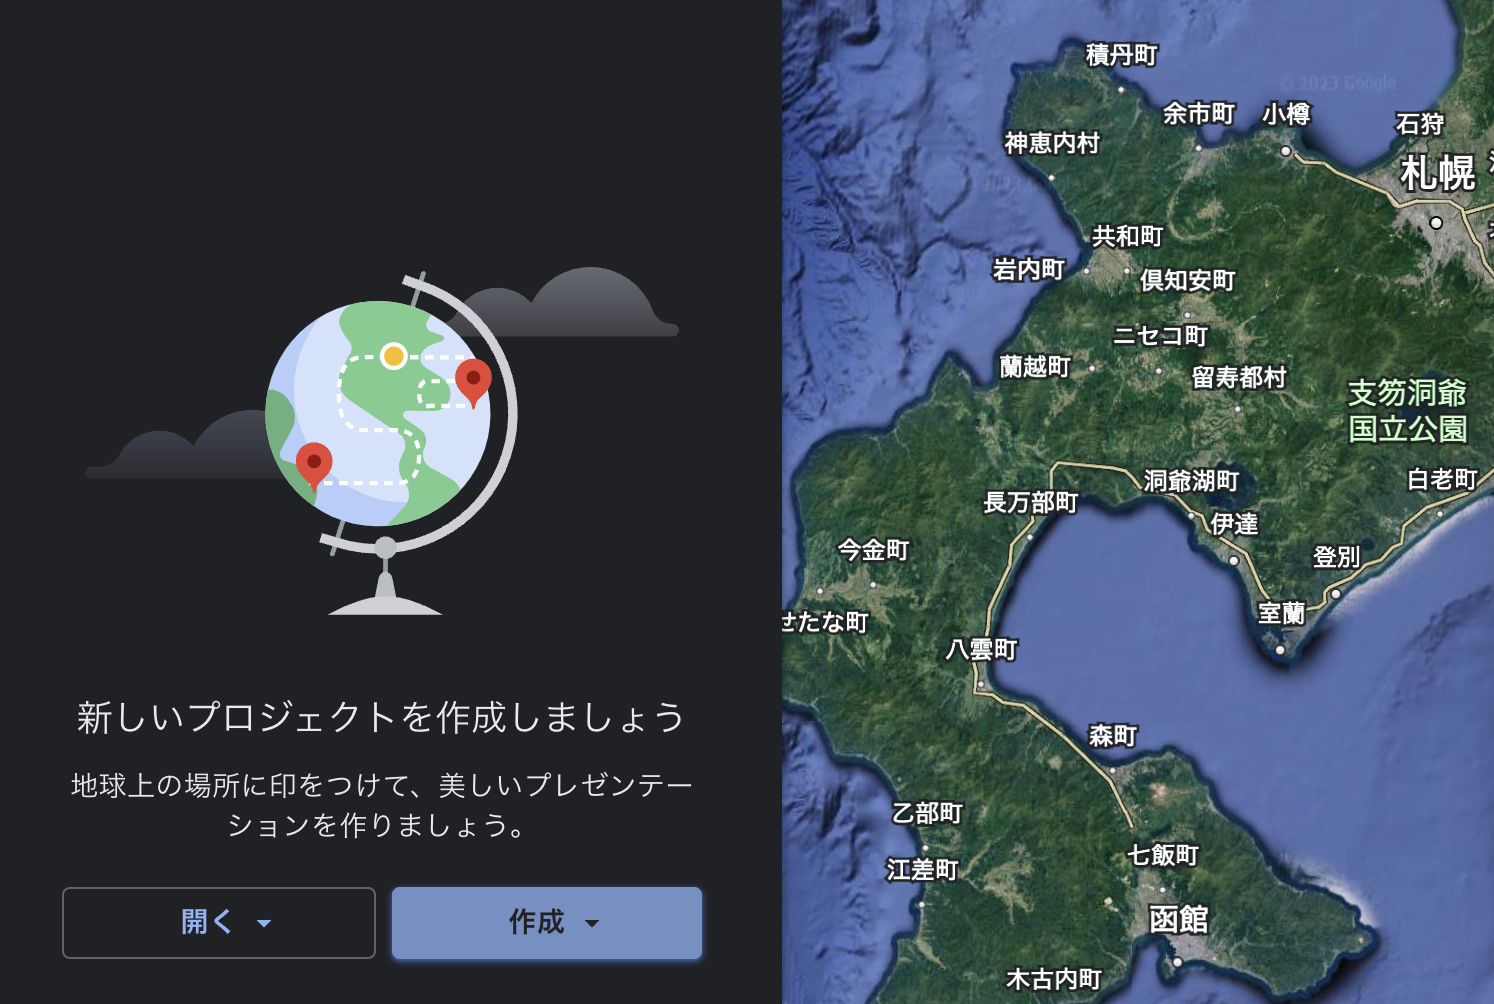 新しいプロジェクトを作成しましょう
地球上の場所に印をつけて、美しいプレゼンテー
ションを作りましょう。
開く
作成
積丹町
© 2023 Google
余市町
小樽
石狩
神恵内村
札幌
共和町
岩内町
倶知安町
ニセコ町
蘭越町
留寿都村
支笏洞爺
国立公園
洞爺湖町
白老町
長万部町
伊達
今金町
登別
せたな町
室蘭
八雲町
森町
乙部町
七飯町
江差町
函館
木古内町